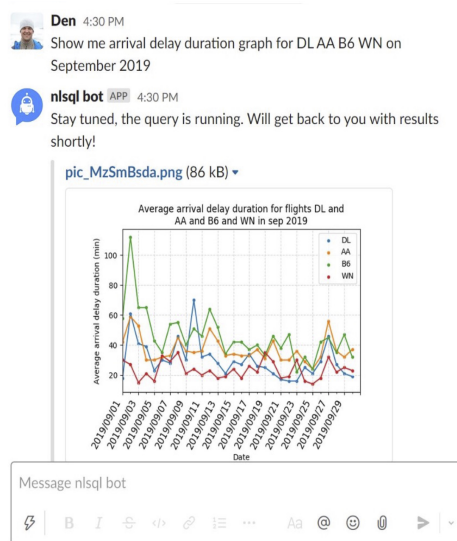 Den 4:30 PM
Show me arrival delay duration graph for DL AA B6 WN on
September 2019
nlsql bot APP 4:30 PM
Stay tuned, the query is running. Will get back to you with results
shortly!
pic_MzSmBsda.png (86 kB)
Average arrival delay duration for flights DL and
AA and B6 and WN in sep 2019
DL
AA
B6
WN
Average arrival delay duration (min)
100
80
60
40
20
2019/09/01
2019/09/03
2019/09/05
2019/09/07
2019/09/09
2019/09/11
2019/09/13
2019/09/15
2019/09/17
2019/09/19
2019/09/21
2019/09/23
2019/09/25
2019/09/27
2019/09/29
Date
Message nlsql bot
B I S </> Aa @